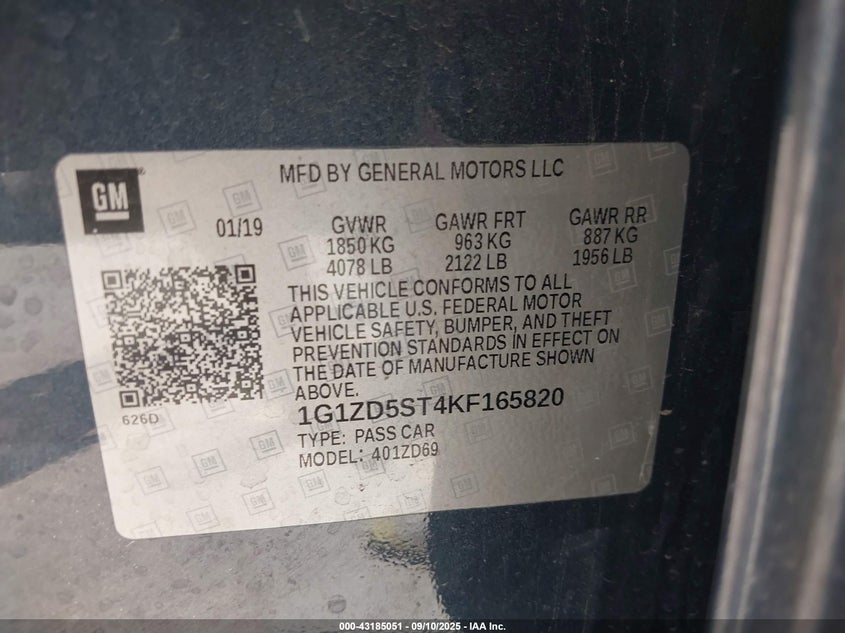 GM
MFD BY GENERAL MOTORS LLC
01/19
GVWR GAWR FRT GAWR RR
1850 KG 963 KG 887 KG
4078 LB 2122 LB 1956 LB
THIS VEHICLE CONFORMS TO ALL
APPLICABLE U.S. FEDERAL MOTOR
VEHICLE SAFETY, BUMPER, AND THEFT
PREVENTION STANDARDS IN EFFECT ON
THE DATE OF MANUFACTURE SHOWN
ABOVE.
626D
1G1ZD5ST4KF165820
TYPE: PASS CAR
MODEL: 401ZD69
000-43185051 - 09/10/2025 - IAA Inc.